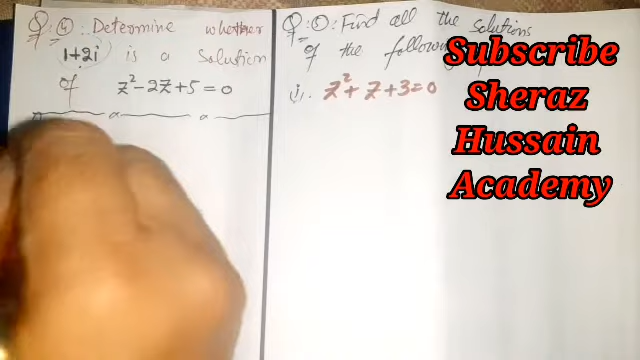 Q:④: Determine whether
1+2i is a Solution
of z²-2z+5=0
Q:⑤: Find all the solutions
of the
i). z²+z+3=0
Subscribe
Sheraz
Hussain
Academy